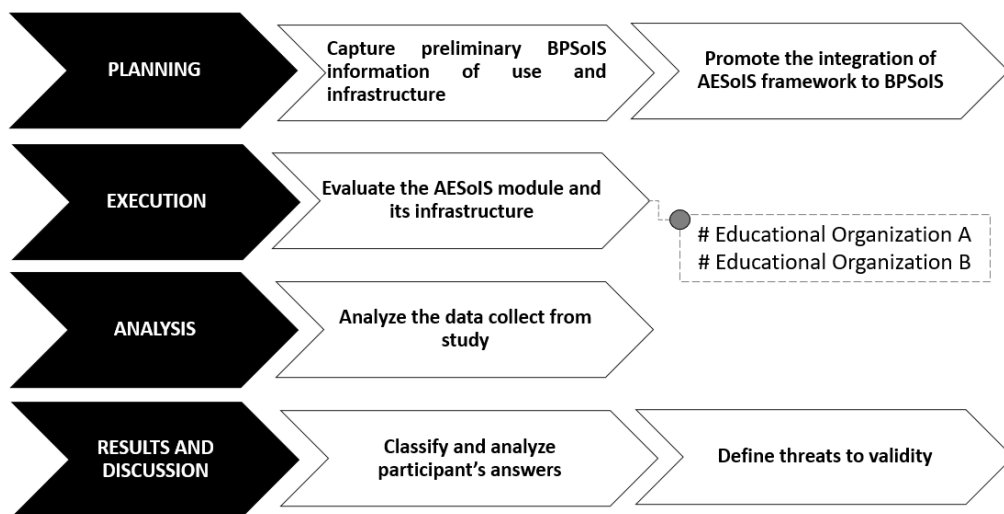 PLANNING
Capture preliminary BPSoIS
information of use and
infrastructure
Promote the integration of
AESoIS framework to BPSoIS
EXECUTION
Evaluate the AESoIS module and
its infrastructure
# Educational Organization A
# Educational Organization B
ANALYSIS
Analyze the data collect from
study
RESULTS AND
DISCUSSION
Classify and analyze
participant’s answers
Define threats to validity